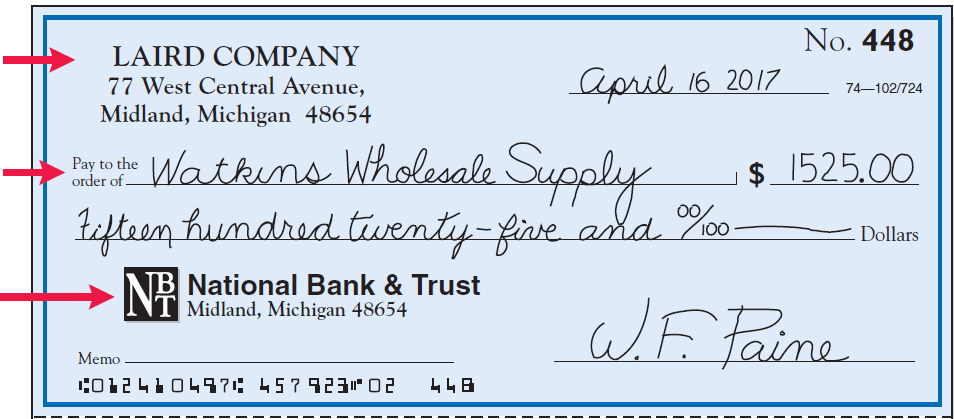 LAIRD COMPANY
77 West Central Avenue,
Midland, Michigan 48654
No. 448
April 16 2017
74—102/724
Pay to the
order of Watkins Wholesale Supply $ 1525.00
Fifteen hundred twenty-five and 00/100 Dollars
NBT
National Bank & Trust
Midland, Michigan 48654
Memo
W. F. Paine
⑆012410497⑆ 457923⑈02 448